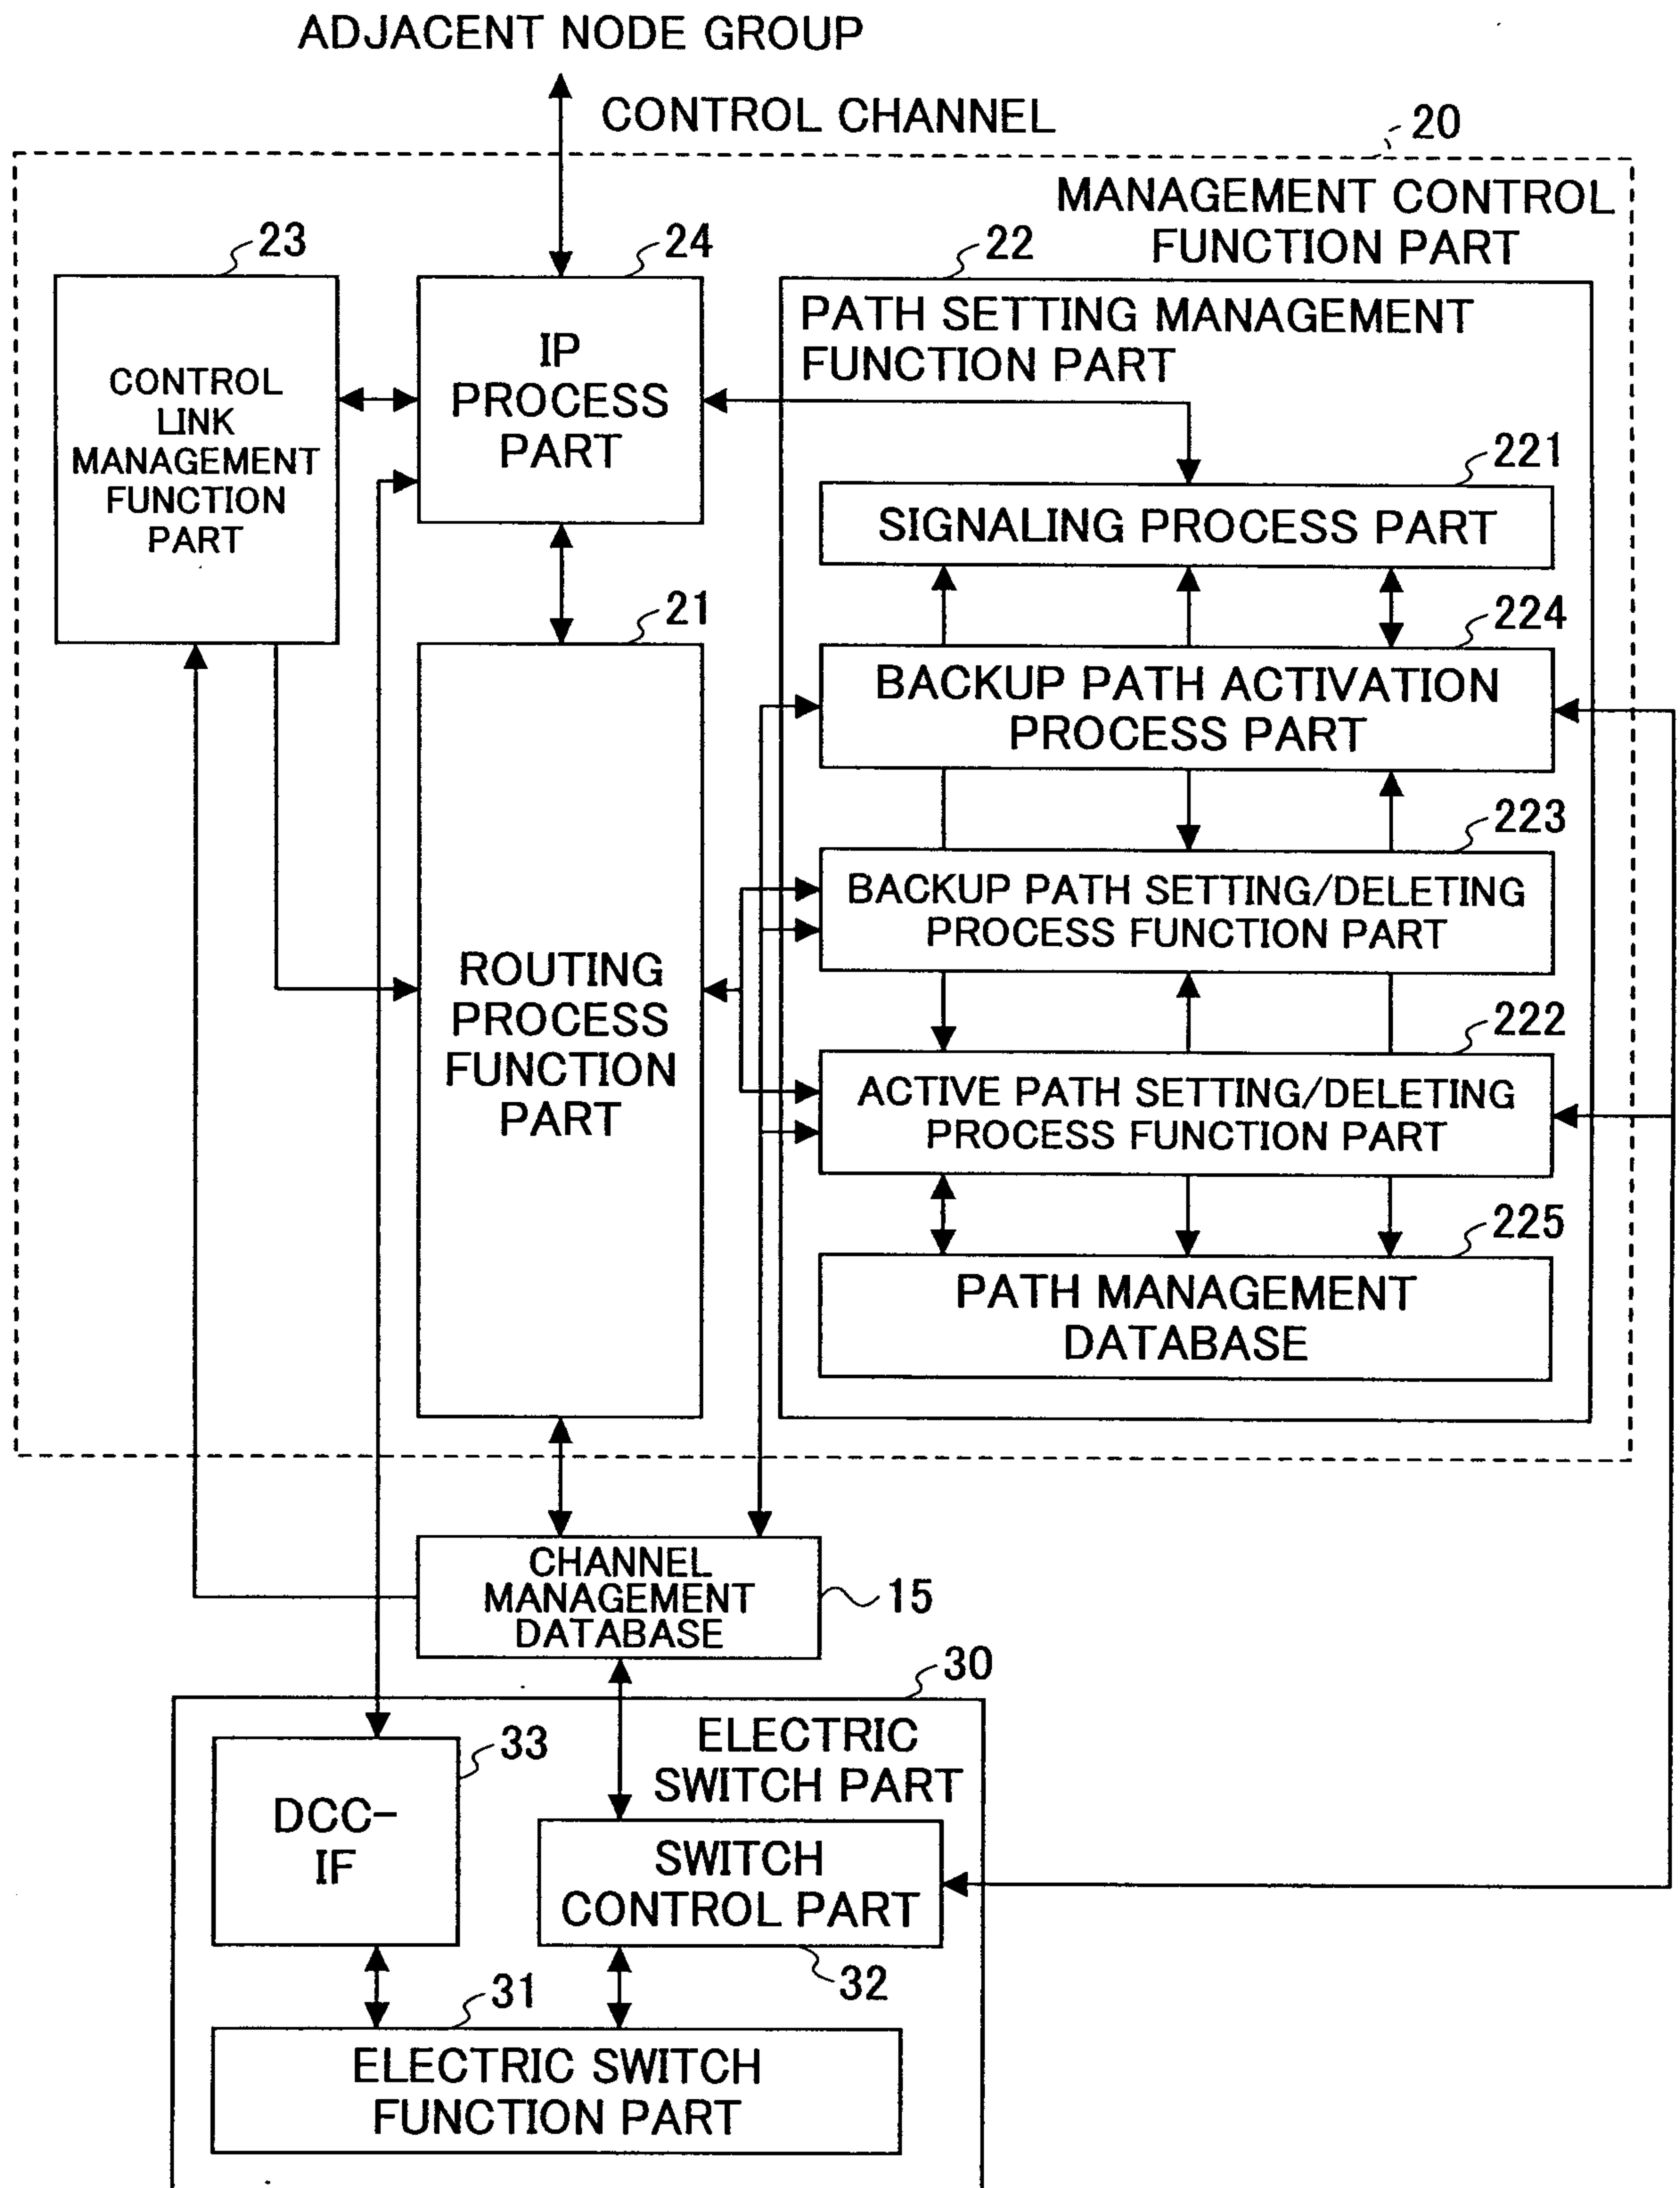 ADJACENT NODE GROUP
CONTROL CHANNEL
20
MANAGEMENT CONTROL
FUNCTION PART
23
24
22
CONTROL
LINK
MANAGEMENT
FUNCTION
PART
IP
PROCESS
PART
PATH SETTING MANAGEMENT
FUNCTION PART
221
SIGNALING PROCESS PART
21
224
BACKUP PATH ACTIVATION
PROCESS PART
223
BACKUP PATH SETTING/DELETING
PROCESS FUNCTION PART
ROUTING
PROCESS
FUNCTION
PART
222
ACTIVE PATH SETTING/DELETING
PROCESS FUNCTION PART
225
PATH MANAGEMENT
DATABASE
CHANNEL
MANAGEMENT
DATABASE
15
30
ELECTRIC
SWITCH PART
33
DCC-
IF
SWITCH
CONTROL PART
32
31
ELECTRIC SWITCH
FUNCTION PART